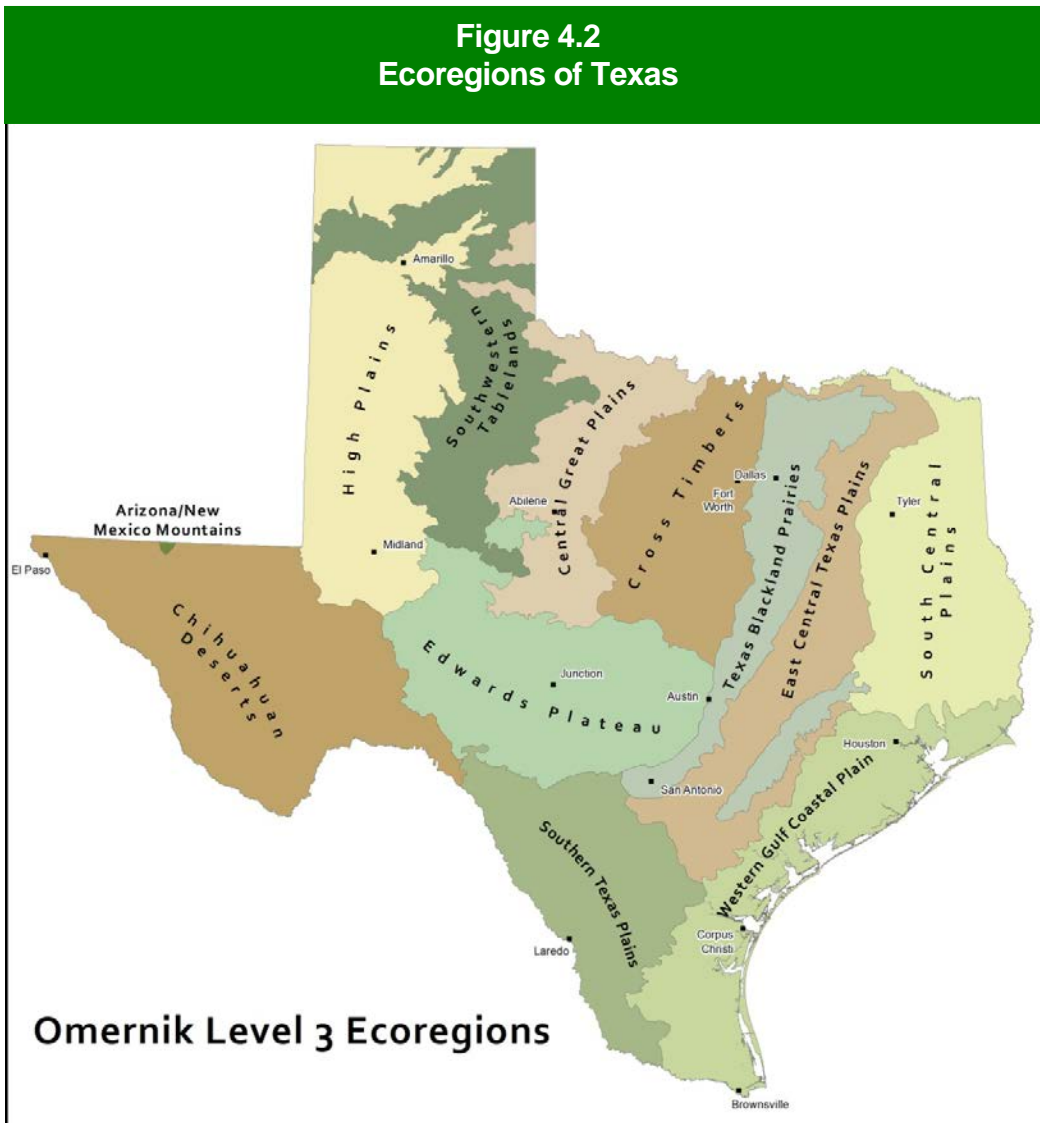 Figure 4.2
Ecoregions of Texas
Amarillo
High Plains
Southwestern
Tablelands
Central Great Plains
Abilene
Cross Timbers
Dallas
Fort
Worth
Texas Blackland Prairies
East Central Texas Plains
Tyler
South Central
Plains
Arizona/New
Mexico Mountains
El Paso
Midland
Chihuahuan
Deserts
Edwards Plateau
Junction
Austin
Houston
San Antonio
Western Gulf Coastal Plain
Southern Texas Plains
Corpus
Christi
Laredo
Omernik Level 3 Ecoregions
Brownsville